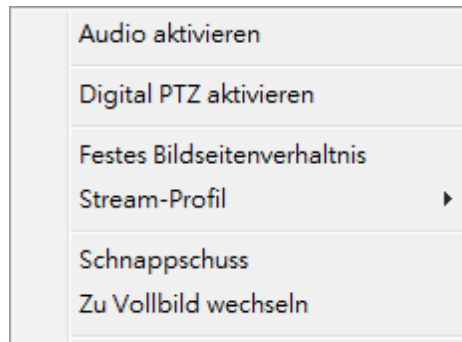 Audio aktivieren
Digital PTZ aktivieren
Festes Bildseitenverhaltnis
Stream-Profil
Schnappschuss
Zu Vollbild wechseln